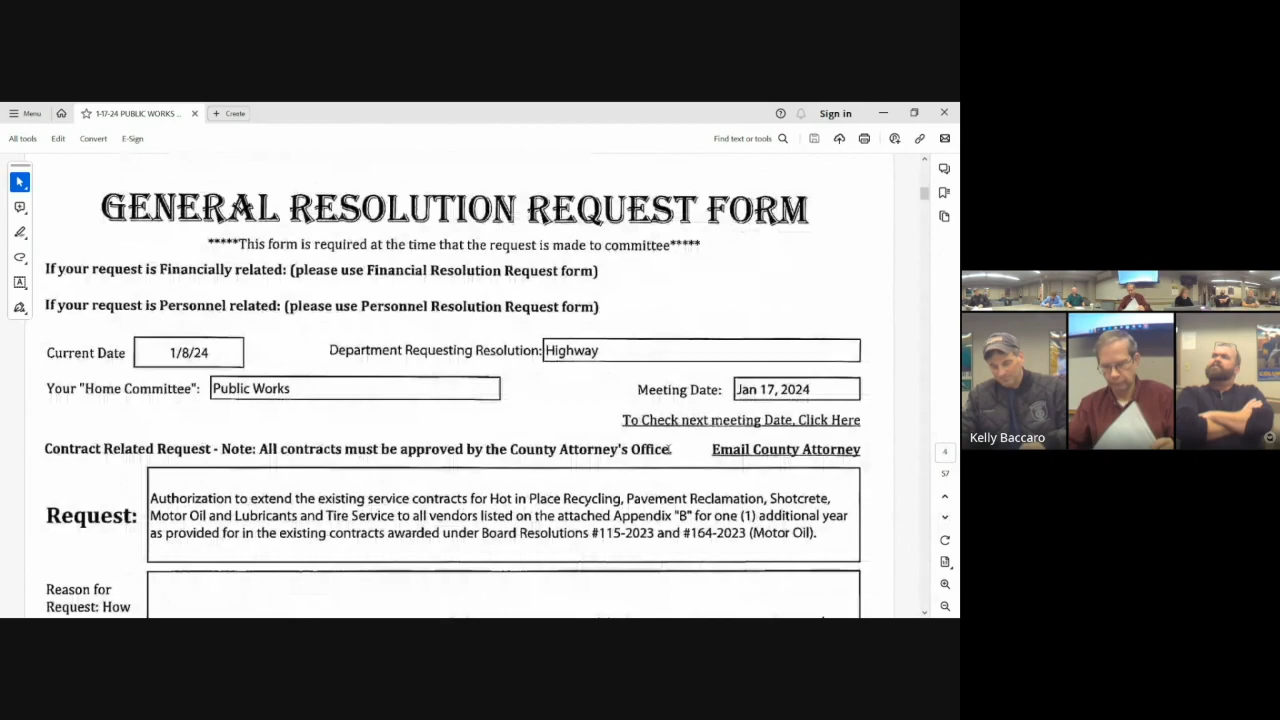 Menu
1-17-24 PUBLIC WORKS ...
Create
Sign in
All tools
Edit
Convert
E-Sign
Find text or tools
GENERAL RESOLUTION REQUEST FORM
*****This form is required at the time that the request is made to committee*****
If your request is Financially related: (please use Financial Resolution Request form)
If your request is Personnel related: (please use Personnel Resolution Request form)
Current Date 1/8/24 Department Requesting Resolution: Highway
Your "Home Committee": Public Works Meeting Date: Jan 17, 2024
To Check next meeting Date, Click Here
Contract Related Request - Note: All contracts must be approved by the County Attorney's Office. Email County Attorney
Request: Authorization to extend the existing service contracts for Hot in Place Recycling, Pavement Reclamation, Shotcrete,
Motor Oil and Lubricants and Tire Service to all vendors listed on the attached Appendix "B" for one (1) additional year
as provided for in the existing contracts awarded under Board Resolutions #115-2023 and #164-2023 (Motor Oil).
Reason for
Request: How
4
57
Kelly Baccaro